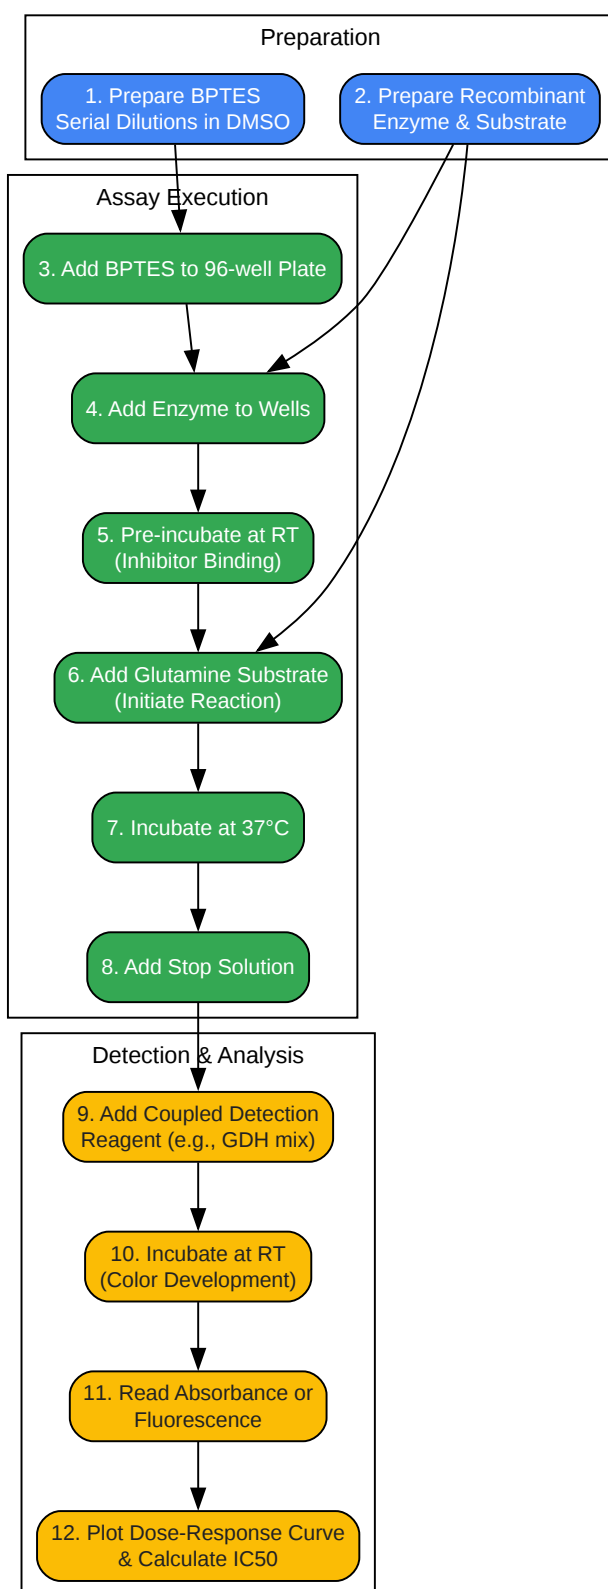 Preparation
1. Prepare BPTES
Serial Dilutions in DMSO
2. Prepare Recombinant
Enzyme & Substrate
Assay Execution
3. Add BPTES to 96-well Plate
4. Add Enzyme to Wells
5. Pre-incubate at RT
(Inhibitor Binding)
6. Add Glutamine Substrate
(Initiate Reaction)
7. Incubate at 37°C
8. Add Stop Solution
Detection & Analysis
9. Add Coupled Detection
Reagent (e.g., GDH mix)
10. Incubate at RT
(Color Development)
11. Read Absorbance or
Fluorescence
12. Plot Dose-Response Curve
& Calculate IC50